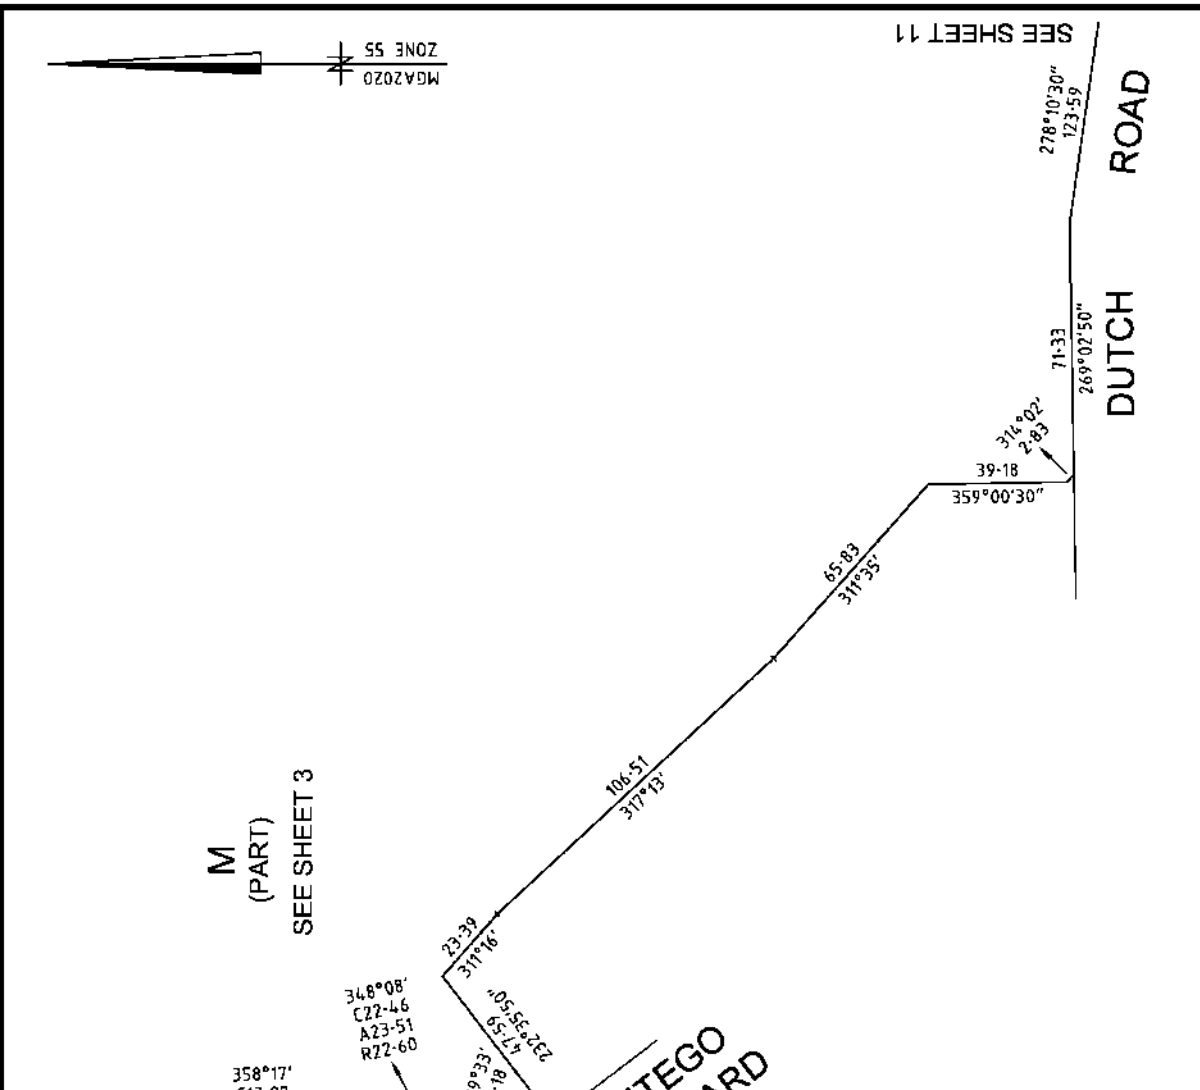 SEE SHEET 11
ZONE 55
MGA2020
278°10'30"
123·59
ROAD
71·33
269°02'50"
DUTCH
314°02'
2·83
39·18
359°00'30"
65·83
311°35'
106·51
317°13'
M
(PART)
SEE SHEET 3
23·39
311°16'
348°08'
C22·46
A23·51
R22·60
232°35'50"
47·59
9°33'
·18
358°17'
TEGO
ARD